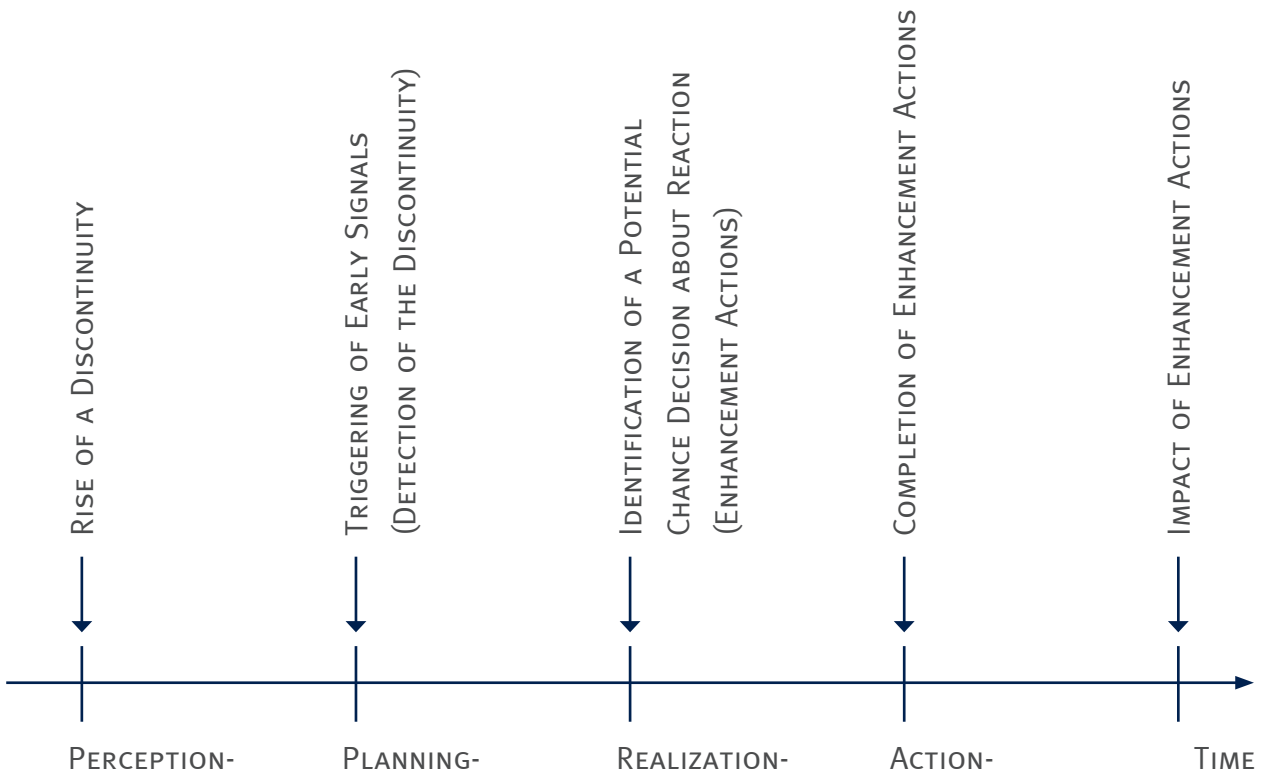 Rise of a Discontinuity
Triggering of Early Signals
(Detection of the Discontinuity)
Identification of a Potential
Chance Decision about Reaction
(Enhancement Actions)
Completion of Enhancement Actions
Impact of Enhancement Actions
Perception-
Planning-
Realization-
Action-
Time